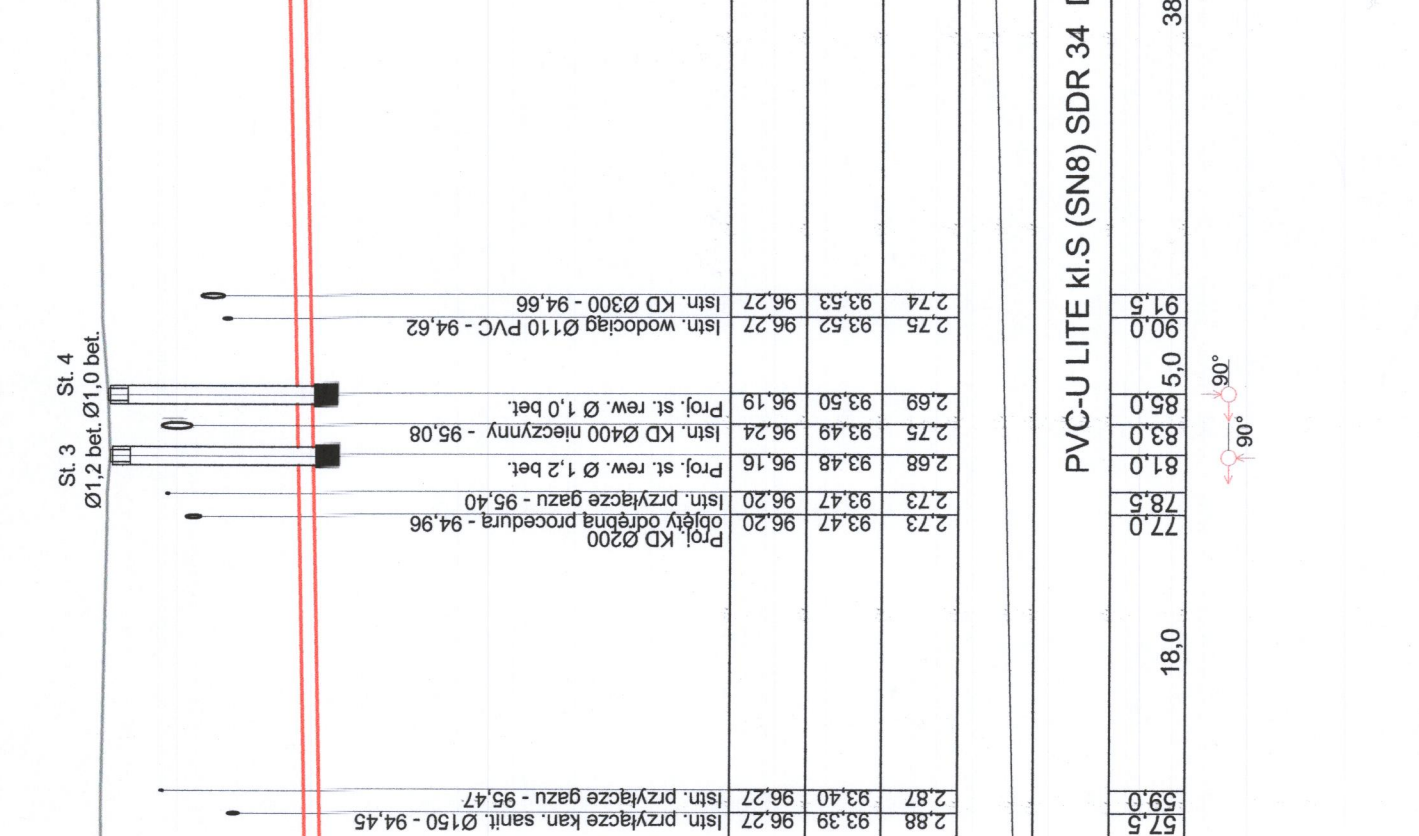 St. 3
Ø1,2 bet.
St. 4
Ø1,0 bet.
Istn. KD Ø300 - 94,66
96,27
93,53
2,74
91,5
Istn. wodociąg Ø110 PVC - 94,62
96,27
93,52
2,75
90,0
Proj. st. rew. Ø 1,0 bet.
96,19
93,50
2,69
85,0
Istn. KD Ø400 nieczynny - 95,08
96,24
93,49
2,75
83,0
Proj. st. rew. Ø 1,2 bet.
96,16
93,48
2,68
81,0
Istn. przyłącze gazu - 95,40
96,20
93,47
2,73
78,5
Proj. KD Ø200
objęty odrębną procedurą - 94,96
96,20
93,47
2,73
77,0
Istn. przyłącze gazu - 95,47
96,27
93,40
2,87
59,0
Istn. przyłącze kan. sanit. Ø150 - 94,45
96,27
93,39
2,88
57,5
PVC-U LITE kl.S (SN8) SDR 34
18,0
5,0
38
90°
90°